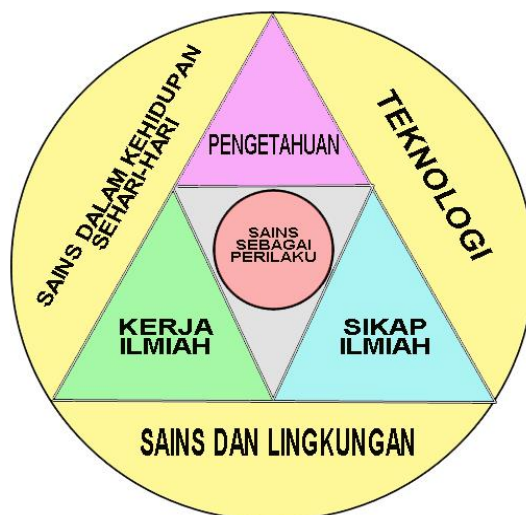 SAINS DALAM KEHIDUPAN
SEHARI-HARI
TEKNOLOGI
PENGETAHUAN
SAINS
SEBAGAI
PERILAKU
KERJA
ILMIAH
SIKAP
ILMIAH
SAINS DAN LINGKUNGAN